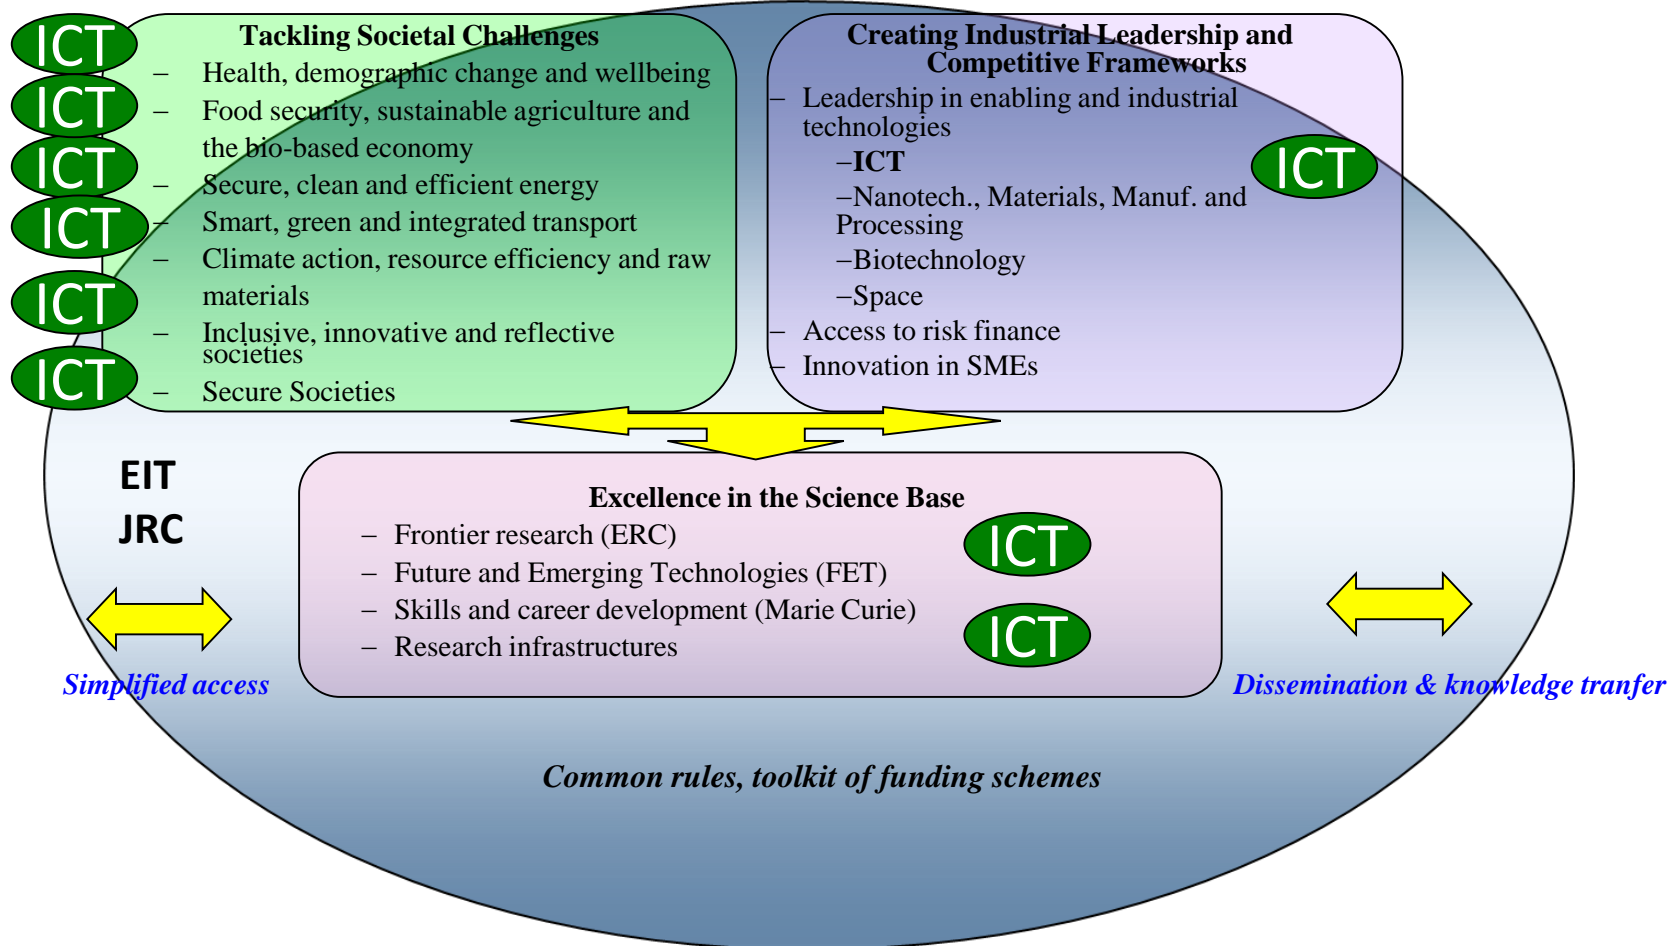 ICT
ICT
ICT
ICT
ICT
ICT
Tackling Societal Challenges
– Health, demographic change and wellbeing
– Food security, sustainable agriculture and
the bio-based economy
– Secure, clean and efficient energy
– Smart, green and integrated transport
– Climate action, resource efficiency and raw
materials
– Inclusive, innovative and reflective
societies
– Secure Societies
Creating Industrial Leadership and
Competitive Frameworks
– Leadership in enabling and industrial
technologies
–ICT
–Nanotech., Materials, Manuf. and
Processing
–Biotechnology
–Space
– Access to risk finance
– Innovation in SMEs
ICT
EIT
JRC
Excellence in the Science Base
– Frontier research (ERC)
– Future and Emerging Technologies (FET)
– Skills and career development (Marie Curie)
– Research infrastructures
ICT
ICT
Simplified access
Dissemination & knowledge tranfer
Common rules, toolkit of funding schemes